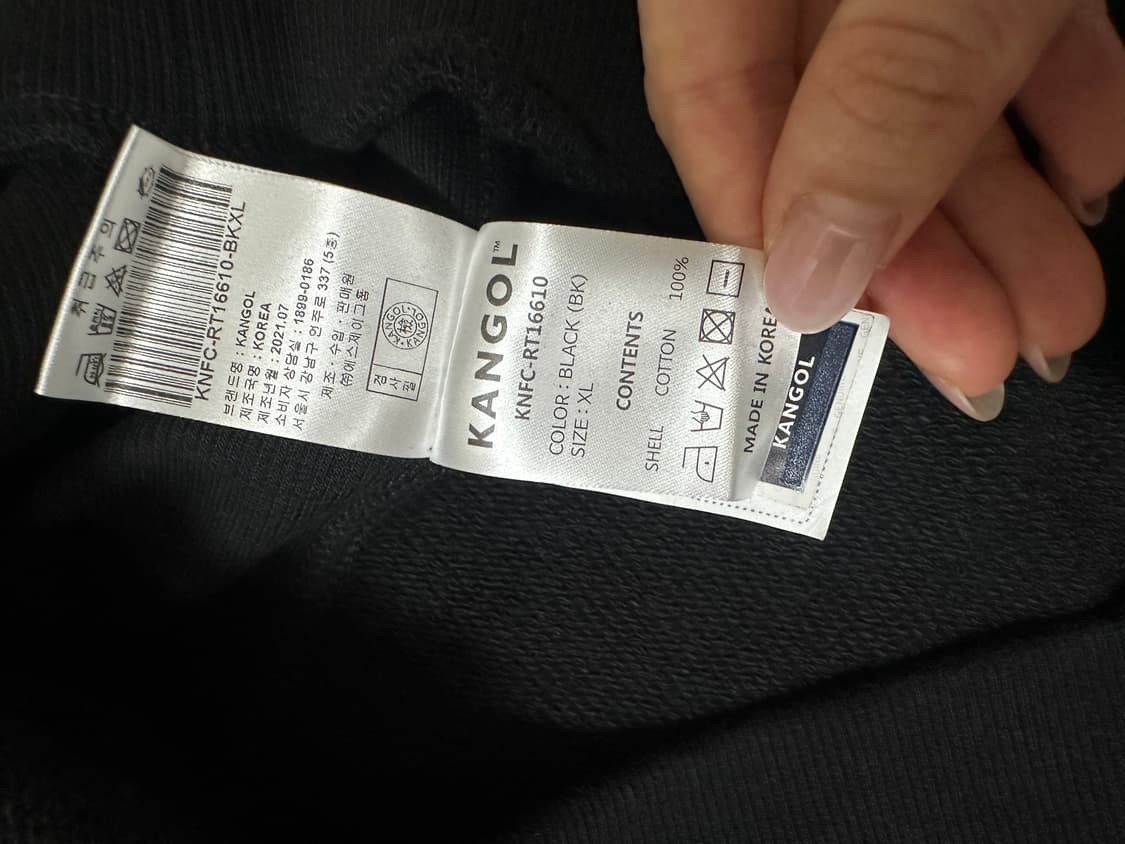 취급주의
KNFC-RT16610-BKXL
브랜드명 : KANGOL
제조국명 : KOREA
제조년월 : 2021.07
소비자 상담실 : 1899-0186
서울시 강남구 언주로 337 (5층)
제조 · 수입 · 판매원
㈜에스제이그룹
검사필
KANGOL · KANGOL
KANGOL™
KNFC-RT16610
COLOR : BLACK (BK)
SIZE : XL
CONTENTS
SHELL COTTON 100%
MADE IN KOREA
KANGOL